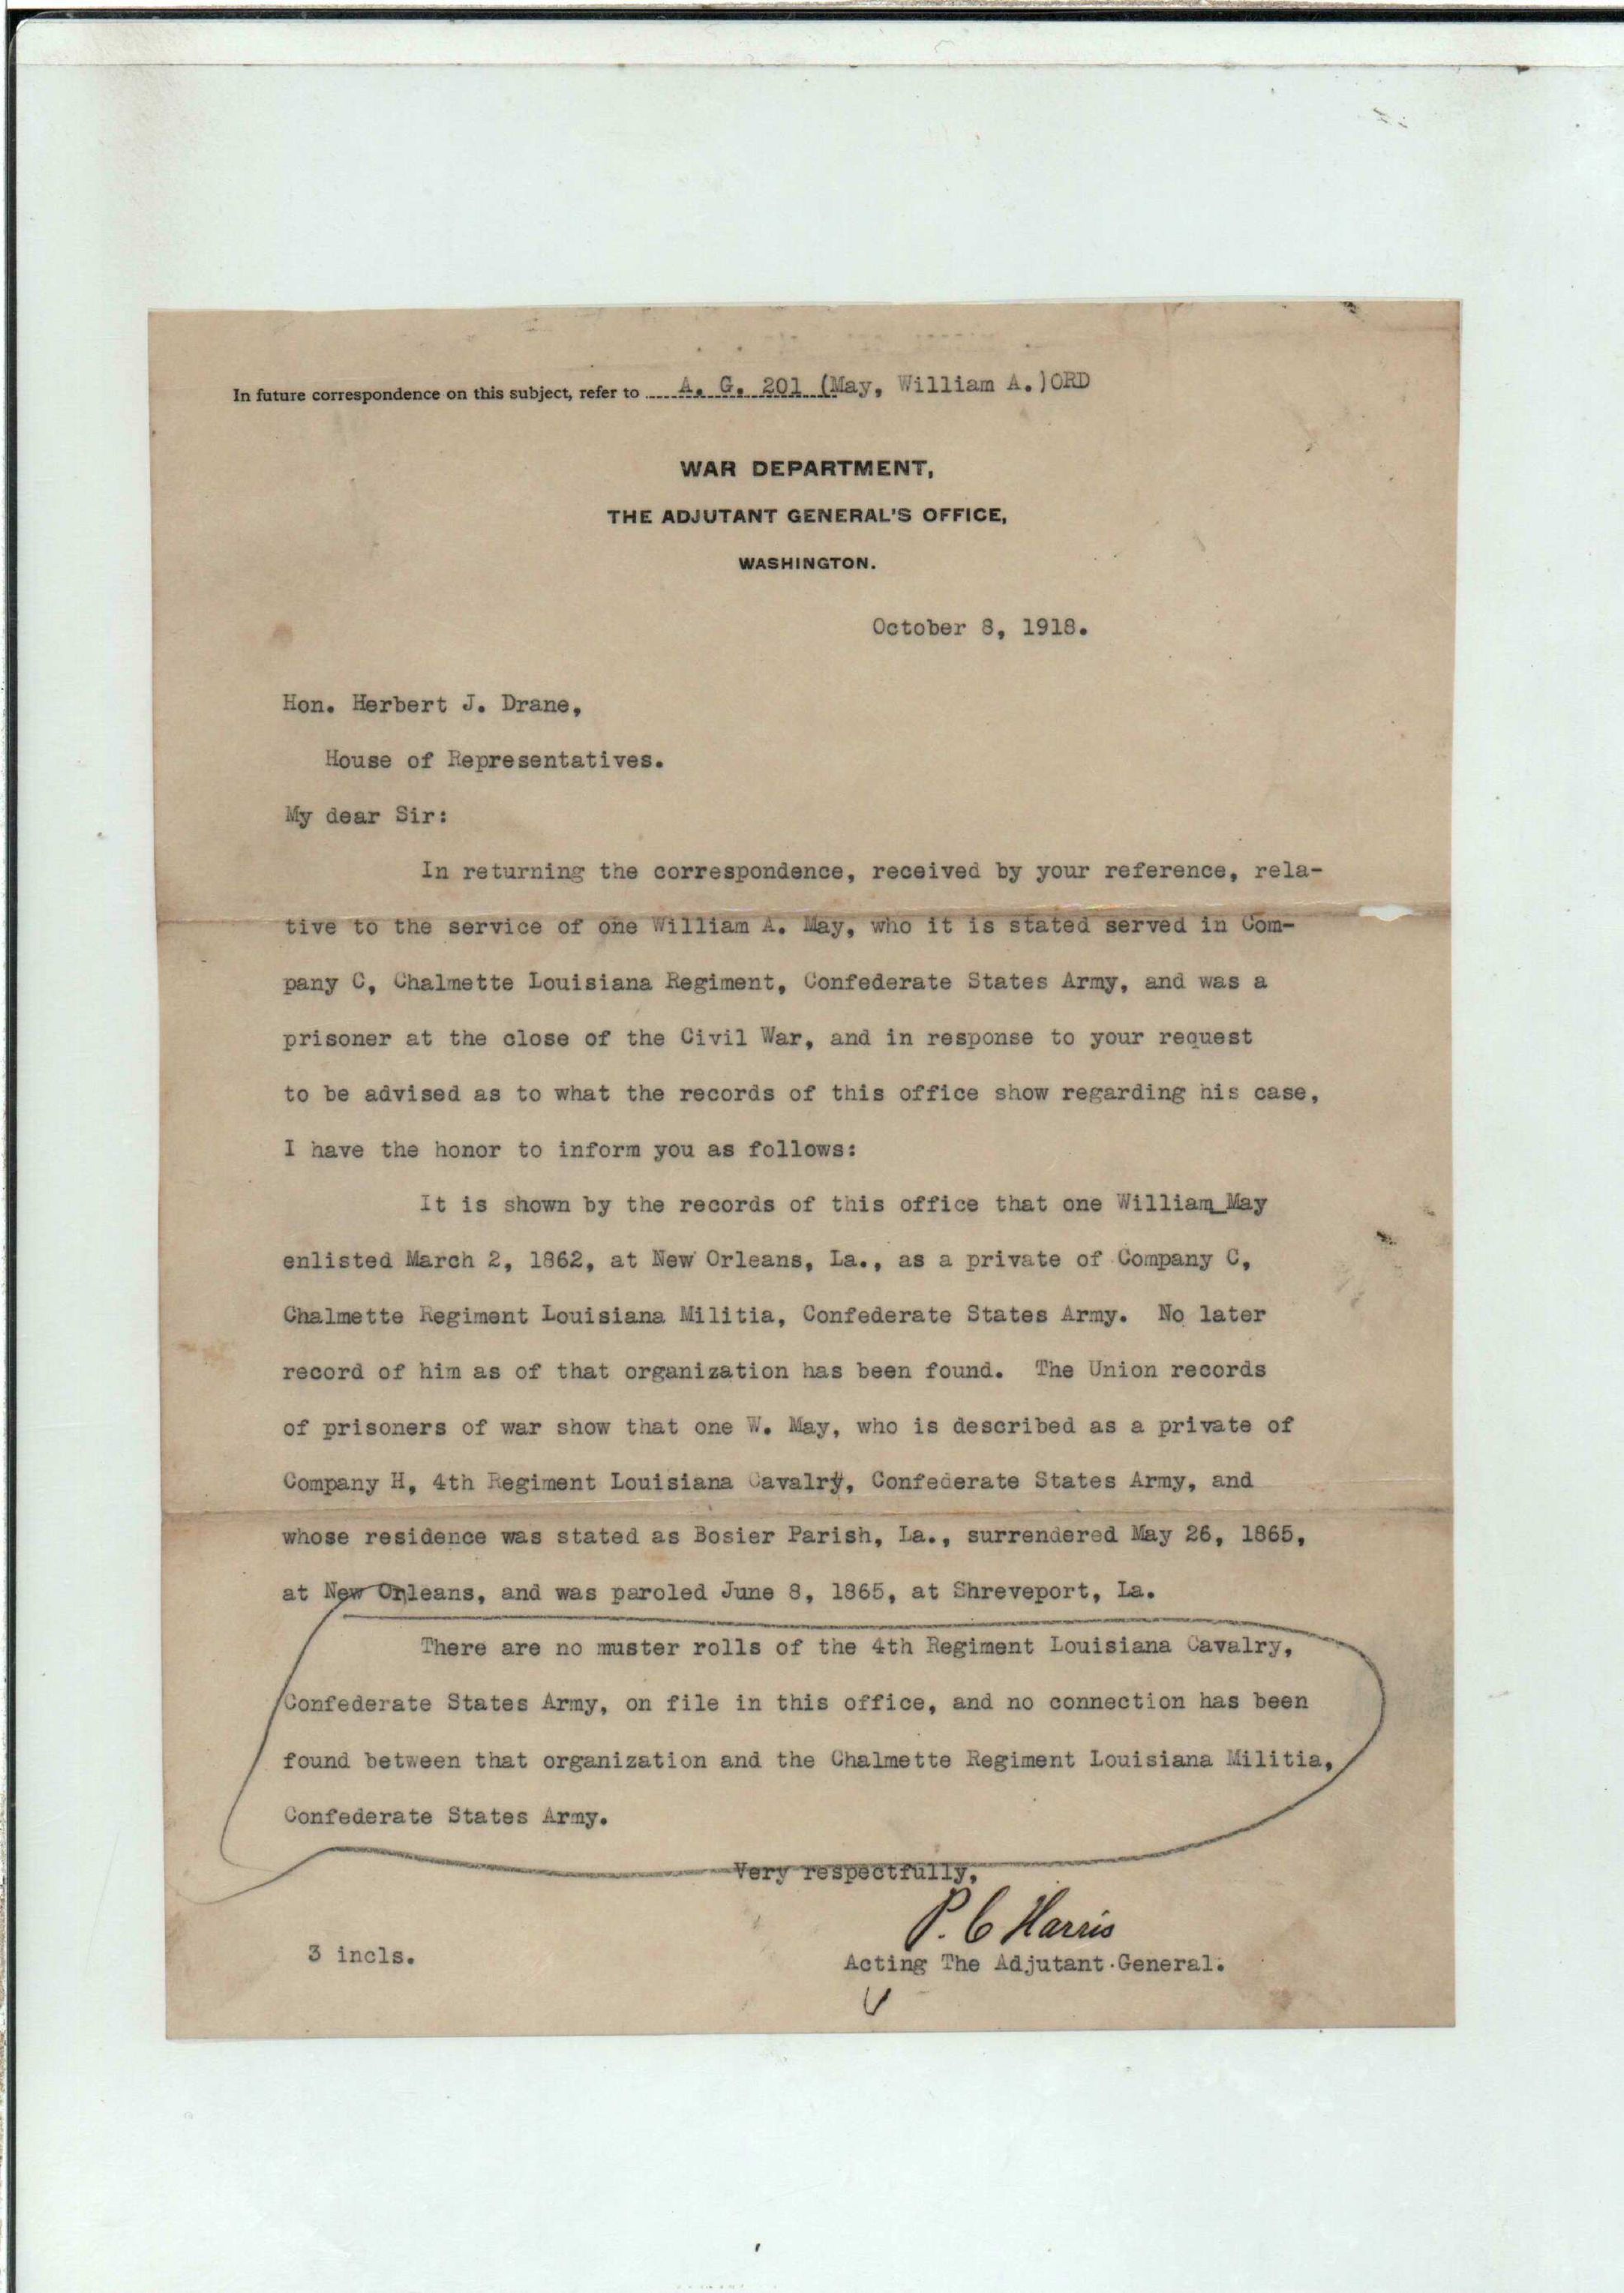 In future correspondence on this subject, refer to A. G. 201 (May, William A.)ORD
WAR DEPARTMENT,
THE ADJUTANT GENERAL'S OFFICE,
WASHINGTON.
October 8, 1918.
Hon. Herbert J. Drane,
House of Representatives.
My dear Sir:
In returning the correspondence, received by your reference, rela-
tive to the service of one William A. May, who it is stated served in Com-
pany C, Chalmette Louisiana Regiment, Confederate States Army, and was a
prisoner at the close of the Civil War, and in response to your request
to be advised as to what the records of this office show regarding his case,
I have the honor to inform you as follows:
It is shown by the records of this office that one William_May
enlisted March 2, 1862, at New Orleans, La., as a private of Company C,
Chalmette Regiment Louisiana Militia, Confederate States Army. No later
record of him as of that organization has been found. The Union records
of prisoners of war show that one W. May, who is described as a private of
Company H, 4th Regiment Louisiana Cavalry, Confederate States Army, and
whose residence was stated as Bosier Parish, La., surrendered May 26, 1865,
at New Orleans, and was paroled June 8, 1865, at Shreveport, La.
There are no muster rolls of the 4th Regiment Louisiana Cavalry,
Confederate States Army, on file in this office, and no connection has been
found between that organization and the Chalmette Regiment Louisiana Militia,
Confederate States Army.
Very respectfully,
P. C Harris
3 incls.
Acting The Adjutant General.